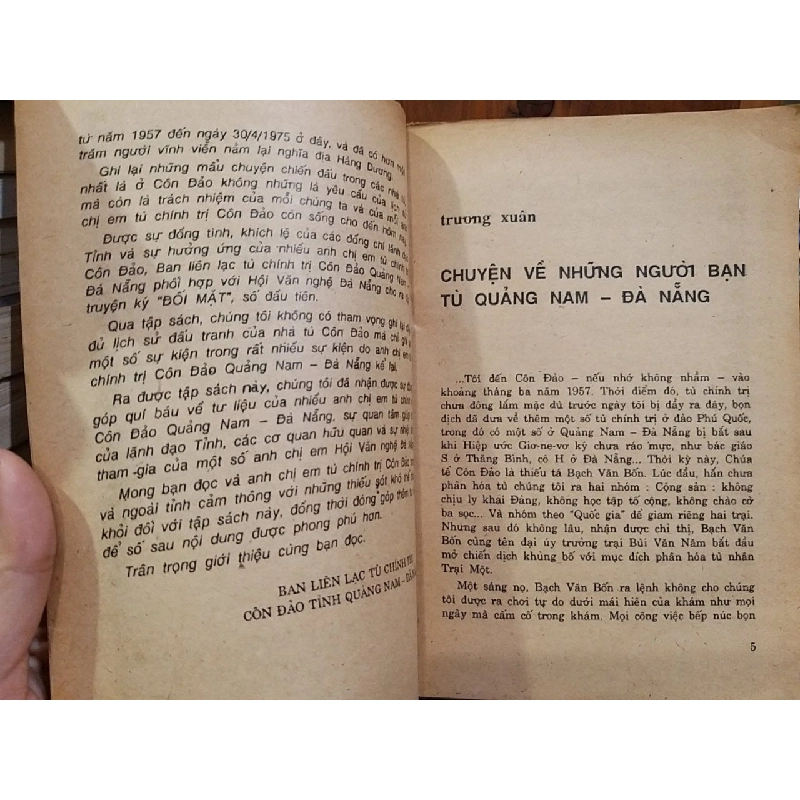 từ năm 1957 đến ngày 30/4/1975 ở đây, và đã có hơn một
trăm người vĩnh viễn nằm lại nghĩa địa Hàng Dương.
Ghi lại những mẩu chuyện chiến đấu trong các nhà tù,
nhất là ở Côn Đảo không những là yêu cầu của lịch sử
mà còn là trách nhiệm của mỗi chúng ta và của mỗi anh
chị em tù chính trị Côn Đảo còn sống cho đến hôm nay.
Được sự đồng tình, khích lệ của các đồng chí lãnh đạo
Tỉnh và sự hưởng ứng của nhiều anh chị em tù chính trị
Côn Đảo, Ban liên lạc tù chính trị Côn Đảo Quảng Nam –
Đà Nẵng phối hợp với Hội Văn nghệ Đà Nẵng cho ra
truyện ký "ĐỐI MẶT", số đầu tiên.
Qua tập sách, chúng tôi không có tham vọng ghi lại đầy
đủ lịch sử đấu tranh của nhà tù Côn Đảo mà chỉ ghi
một số sự kiện trong rất nhiều sự kiện do anh chị em tù
chính trị Côn Đảo Quảng Nam – Đà Nẵng kể lại.
Ra được tập sách này, chúng tôi đã nhận được sự đóng
góp quí báu về tư liệu của nhiều anh chị em tù chính trị
Côn Đảo Quảng Nam – Đà Nẵng, sự quan tâm giúp đỡ
của lãnh đạo Tỉnh, các cơ quan hữu quan và sự nhiệt
tham gia của một số anh chị em Hội Văn nghệ Đà Nẵng.
Mong bạn đọc và anh chị em tù chính trị Côn Đảo
và ngoài tỉnh cảm thông với những thiếu sót khó
khỏi đối với tập sách này, đồng thời đóng góp thêm
để số sau nội dung được phong phú hơn.
Trân trọng giới thiệu cùng bạn đọc.
BAN LIÊN LẠC TÙ CHÍNH TRỊ
CÔN ĐẢO TỈNH QUẢNG NAM – ĐÀ
trương xuân
CHUYỆN VỀ NHỮNG NGƯỜI BẠN
TÙ QUẢNG NAM – ĐÀ NẴNG
...Tôi đến Côn Đảo – nếu nhớ không nhầm – vào
khoảng tháng ba năm 1957. Thời điểm đó, tù chính trị
chưa đông lắm mặc dù trước ngày tôi bị đầy ra đây, bọn
địch đã đưa về thêm một số tù chính trị ở đảo Phú Quốc,
trong đó có một số ở Quảng Nam – Đà Nẵng bị bắt sau
khi Hiệp ước Giơ-ne-vơ ký chưa ráo mực, như bác giáo
S ở Thăng Bình, cô H ở Đà Nẵng... Thời kỳ này, Chúa
tể Côn Đảo là thiếu tá Bạch Văn Bốn. Lúc đầu, hắn chưa
phân hóa tù chúng tôi ra hai nhóm : Cộng sản : không
chịu ly khai Đảng, không học tập tố cộng, không chào cờ
ba sọc... Và nhóm theo "Quốc gia" để giam riêng hai trại.
Nhưng sau đó không lâu, nhận được chỉ thị, Bạch Văn
Bốn cùng tên đại úy trưởng trại Bùi Văn Năm bắt đầu
mở chiến dịch khủng bố với mục đích phân hóa tù nhân
Trại Một.
Một sáng nọ, Bạch Văn Bốn ra lệnh không cho chúng
tôi được ra chơi tự do dưới mái hiên của khám như mọi
ngày mà cấm cố trong khám. Mọi công việc bếp núc bọn
5